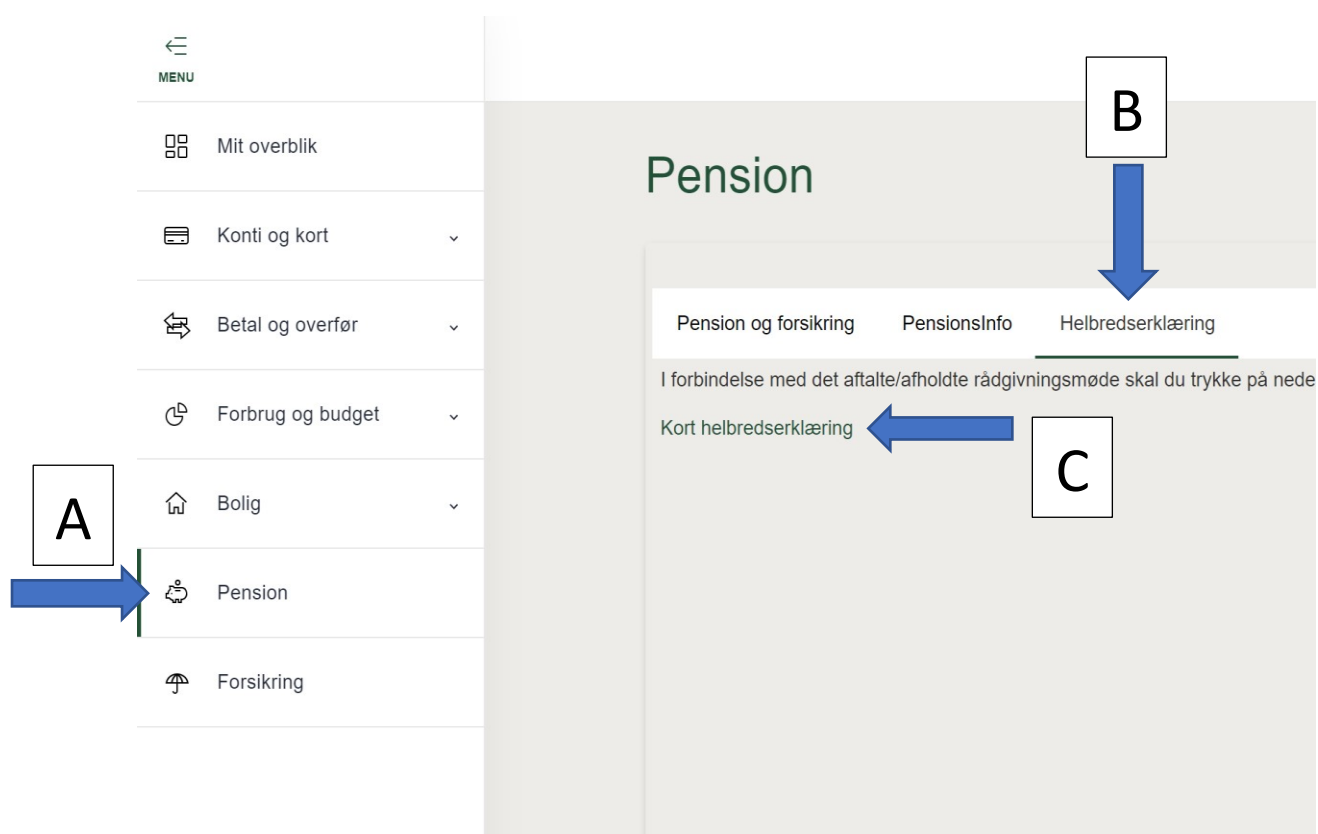 MENU
Mit overblik
Konti og kort
Betal og overfør
Forbrug og budget
Bolig
A
Pension
Forsikring
B
Pension
Pension og forsikring PensionsInfo Helbredserklæring
I forbindelse med det aftalte/afholdte rådgivningsmøde skal du trykke på nede
Kort helbredserklæring
C